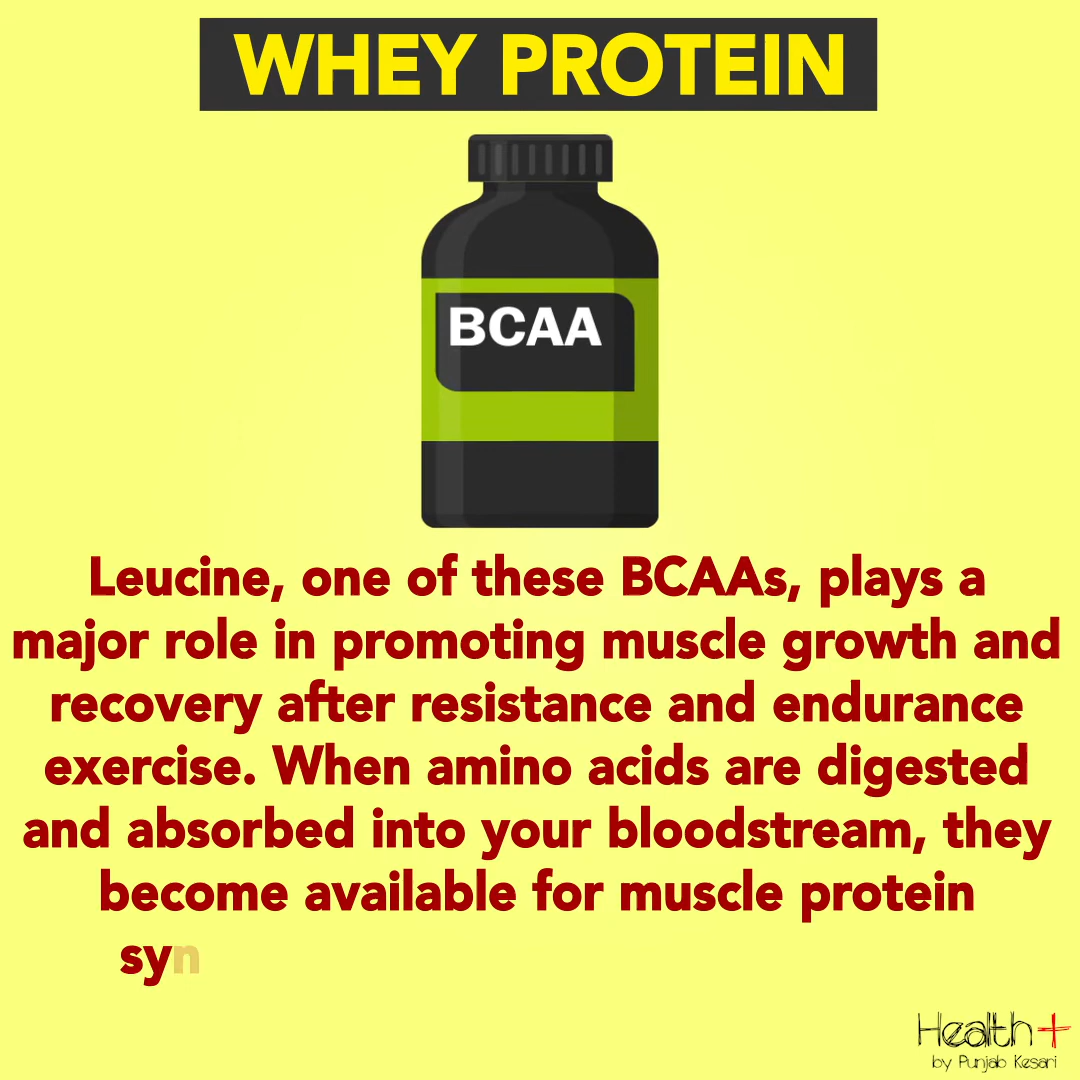 WHEY PROTEIN
BCAA
Leucine, one of these BCAAs, plays a
major role in promoting muscle growth and
recovery after resistance and endurance
exercise. When amino acids are digested
and absorbed into your bloodstream, they
become available for muscle protein
syn
Health+
by Punjab Kesari